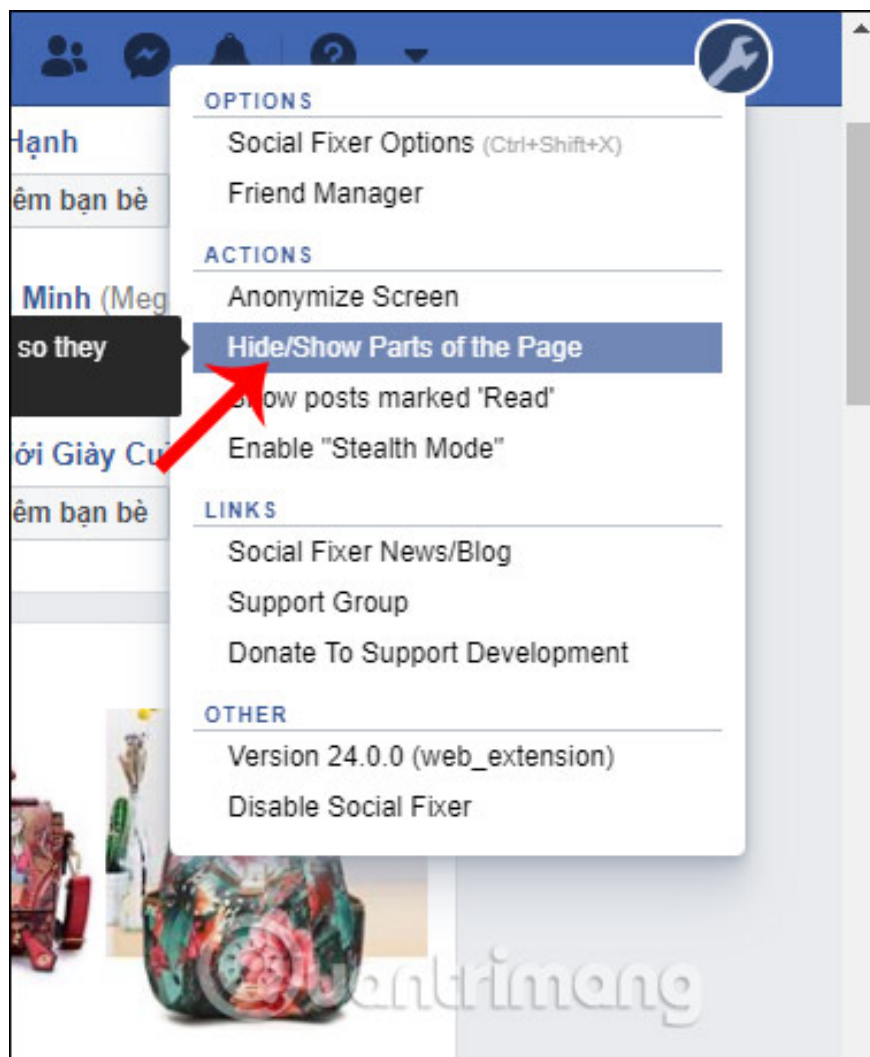 OPTIONS
Hạnh
Social Fixer Options (Ctrl+Shift+X)
êm bạn bè
Friend Manager
ACTIONS
Minh (Meg
Anonymize Screen
so they
Hide/Show Parts of the Page
posts marked 'Read'
ới Giày
Enable "Stealth Mode"
LINKS
êm bạn bè
Social Fixer News/Blog
Support Group
Donate To Support Development
OTHER
Version 24.0.0 (web_extension)
Disable Social Fixer
Quantrimang